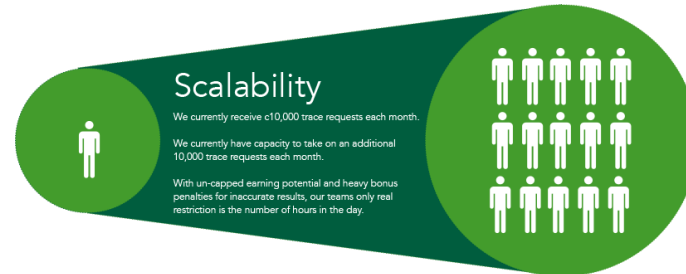 Scalability
We currently receive c10,000 trace requests each month.
We currently have capacity to take on an additional
10,000 trace requests each month.
With un-capped earning potential and heavy bonus
penalties for inaccurate results, our teams only real
restriction is the number of hours in the day.